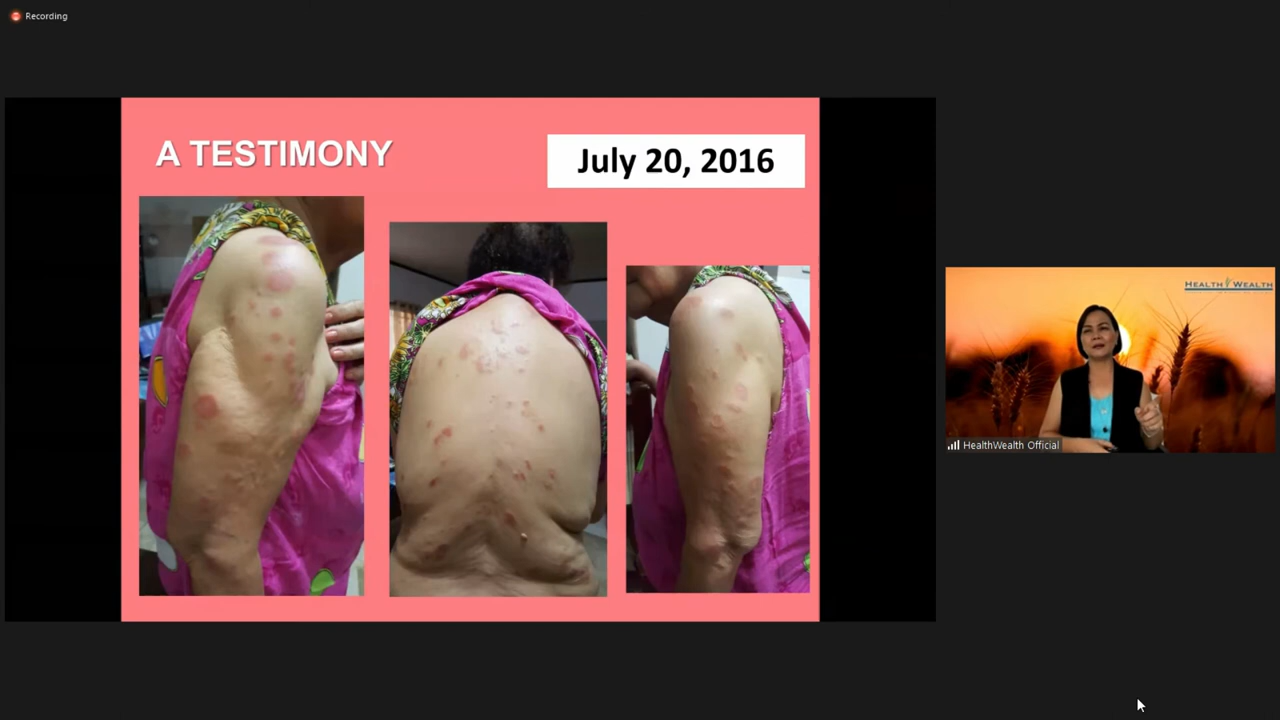 Recording
A TESTIMONY
July 20, 2016
HEALTH WEALTH
HealthWealth Official